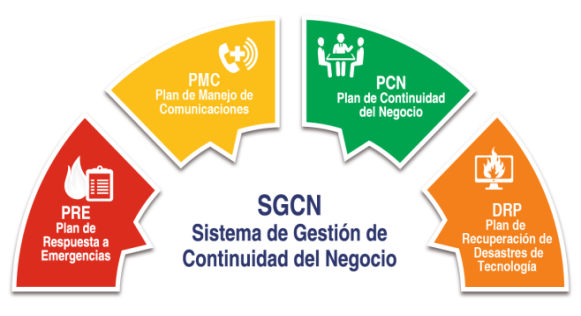 PMC
Plan de Manejo de
Comunicaciones
PCN
Plan de Continuidad
del Negocio
PRE
Plan de
Respuesta a
Emergencias
SGCN
Sistema de Gestión de
Continuidad del Negocio
DRP
Plan de
Recuperación de
Desastres de
Tecnología